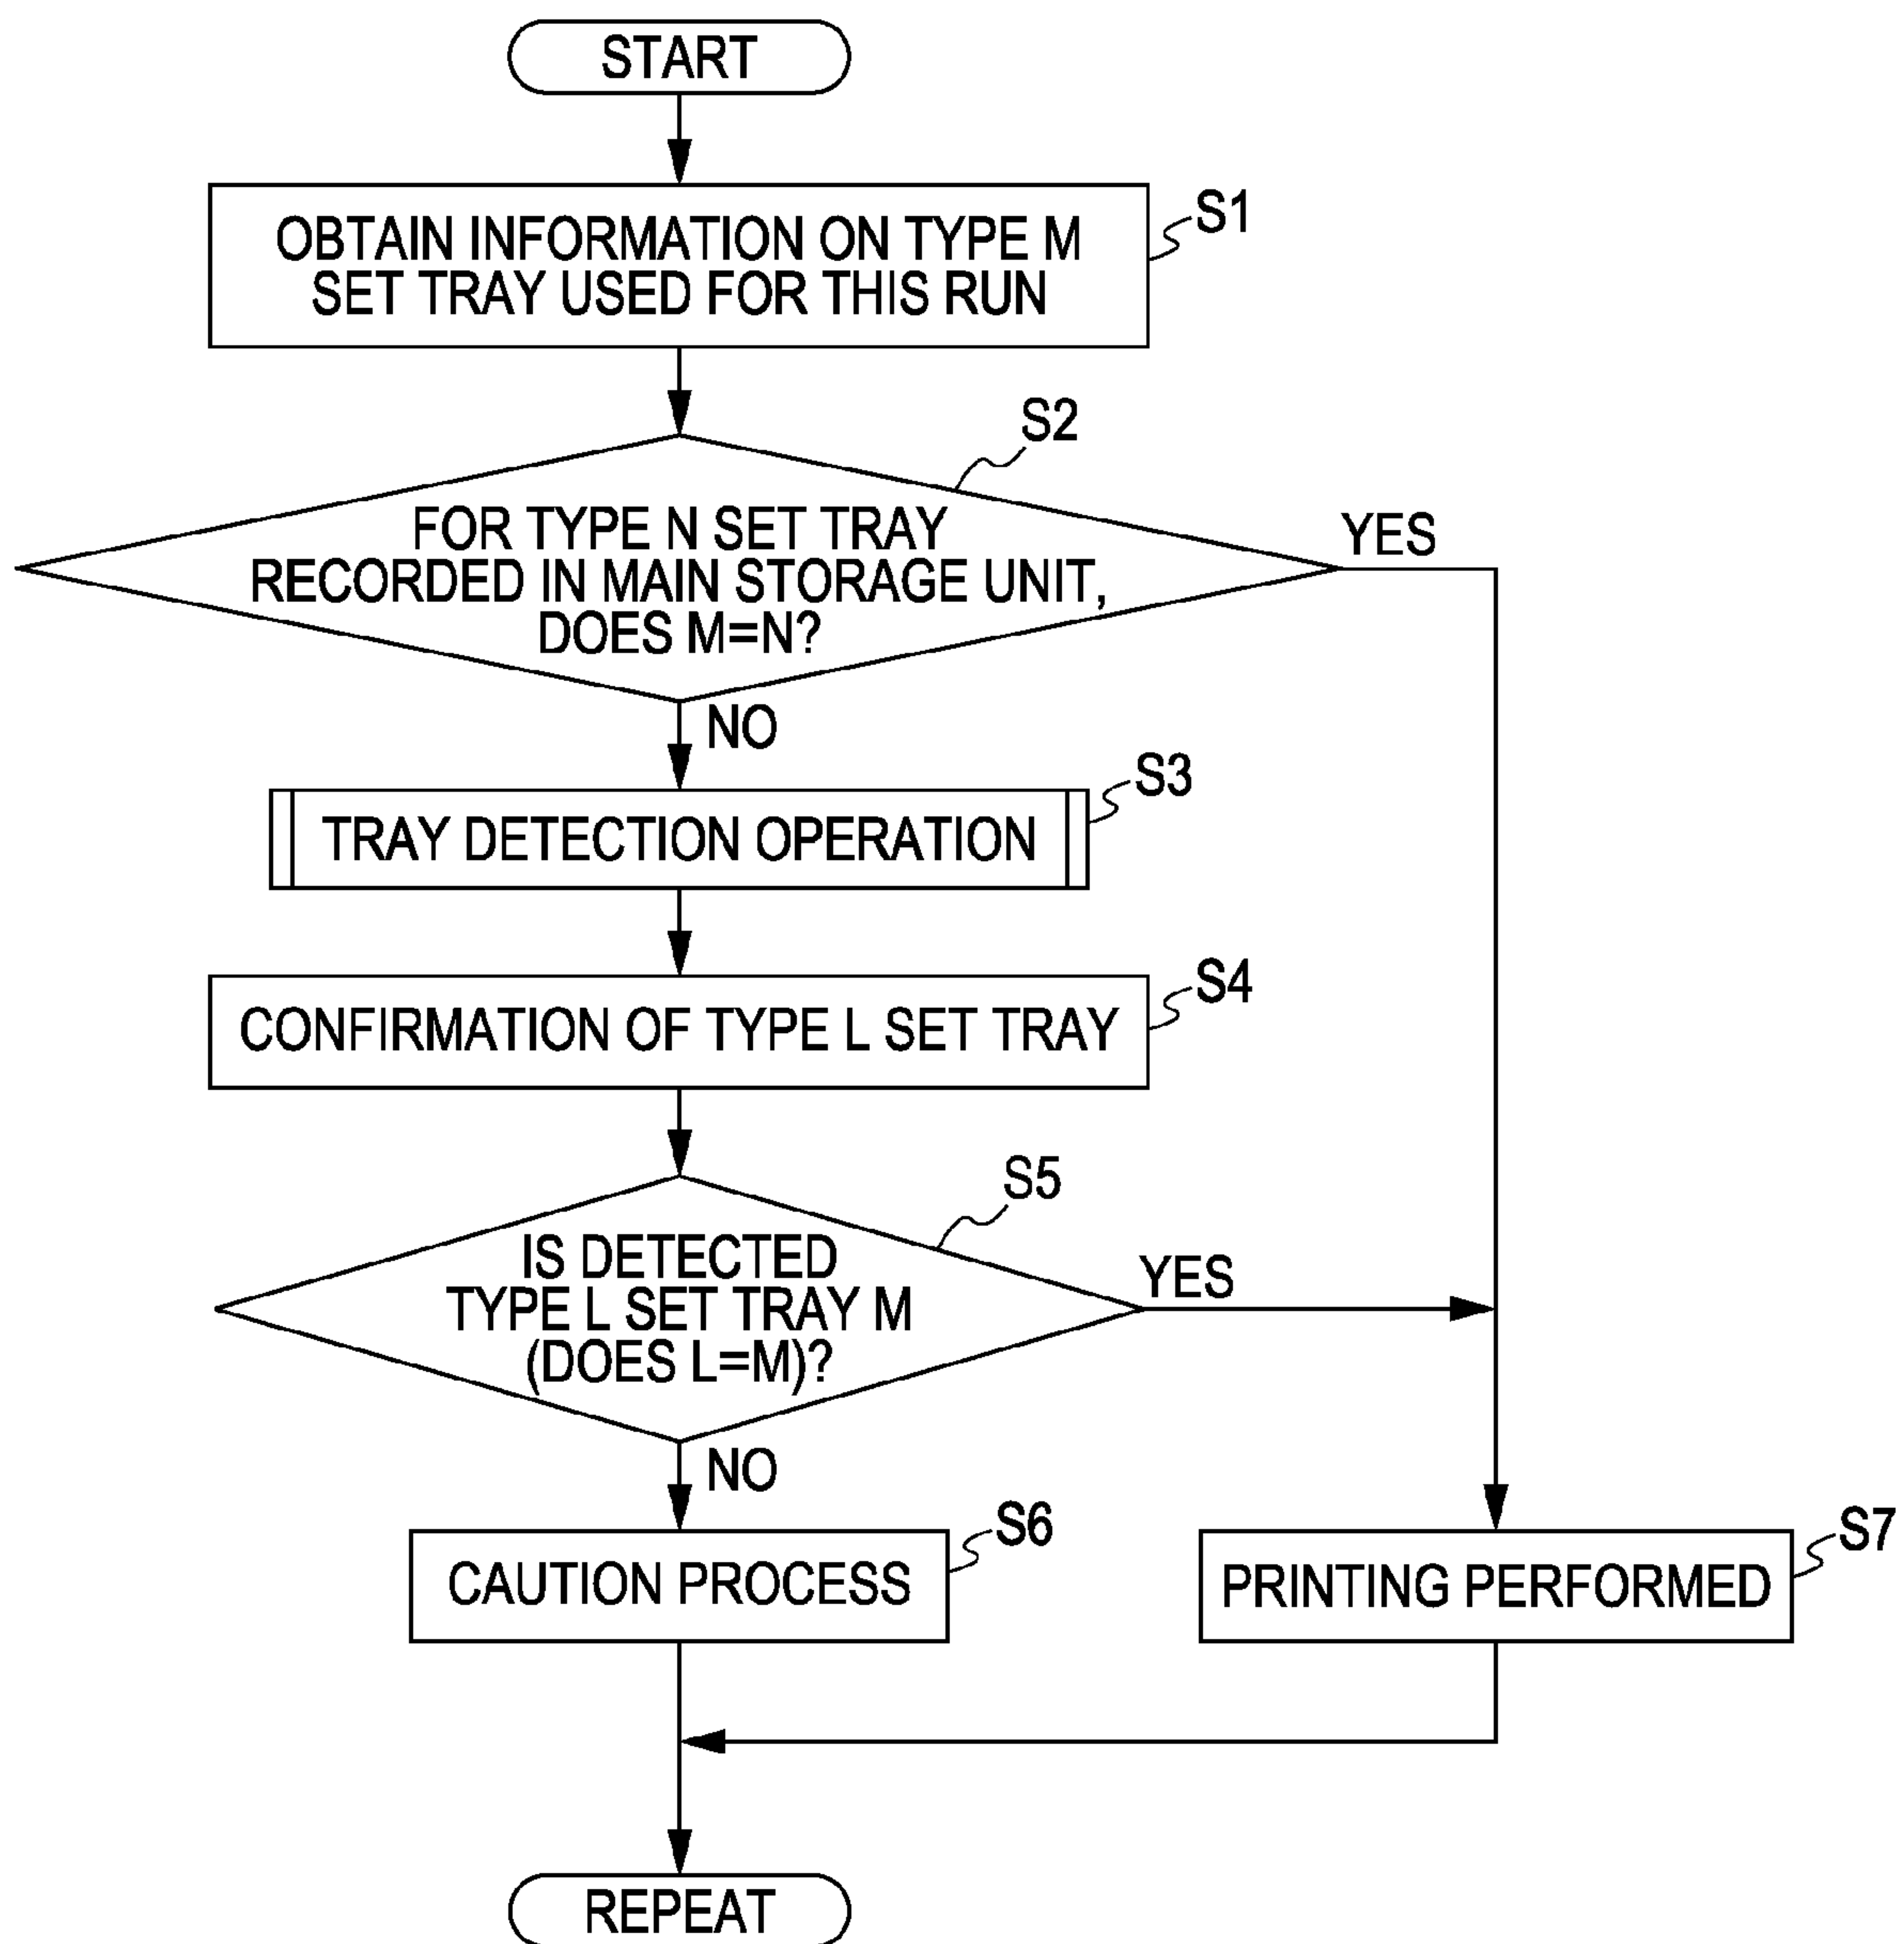 START
OBTAIN INFORMATION ON TYPE M
SET TRAY USED FOR THIS RUN
S1
S2
FOR TYPE N SET TRAY
RECORDED IN MAIN STORAGE UNIT,
DOES M=N?
YES
NO
S3
TRAY DETECTION OPERATION
S4
CONFIRMATION OF TYPE L SET TRAY
S5
IS DETECTED
TYPE L SET TRAY M
(DOES L=M)?
YES
NO
S6
CAUTION PROCESS
S7
PRINTING PERFORMED
REPEAT